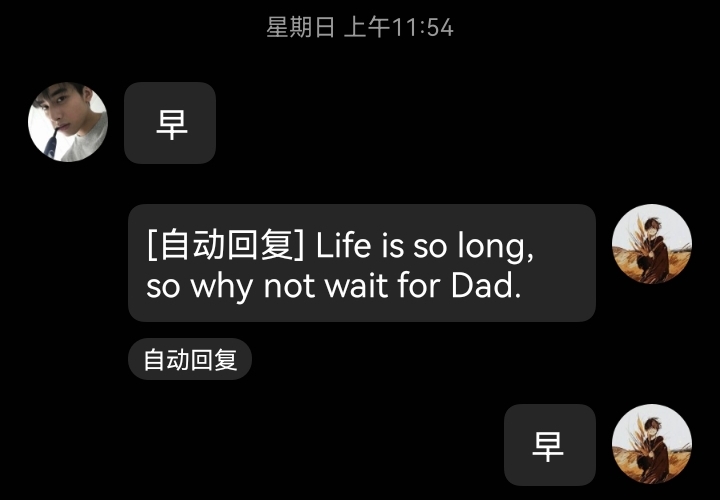 星期日 上午11:54
早
[自动回复] Life is so long,
so why not wait for Dad.
自动回复
早